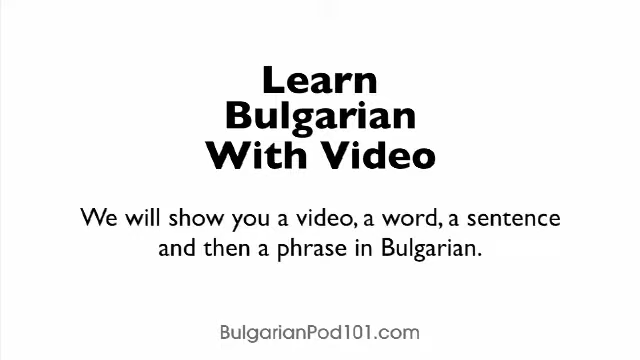 Learn
Bulgarian
With Video
We will show you a video, a word, a sentence
and then a phrase in Bulgarian.
BulgarianPod101.com